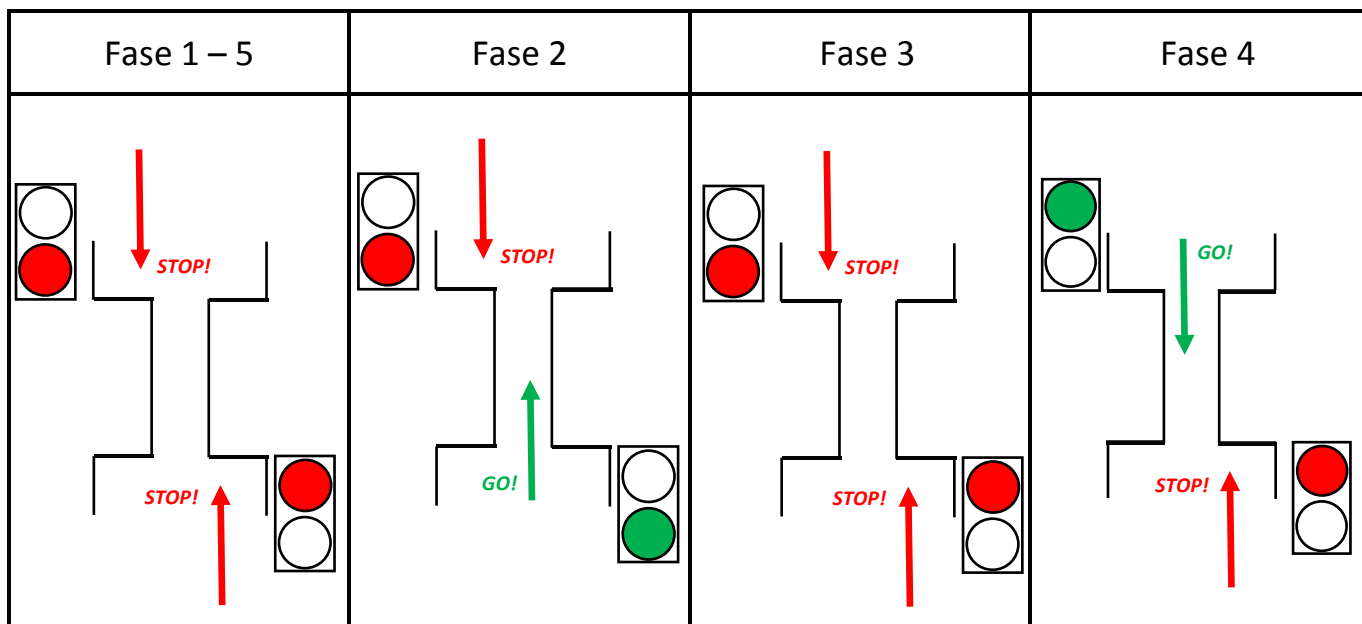 Fase 1 – 5
Fase 2
Fase 3
Fase 4
STOP!
STOP!
STOP!
GO!
STOP!
STOP!
GO!
STOP!